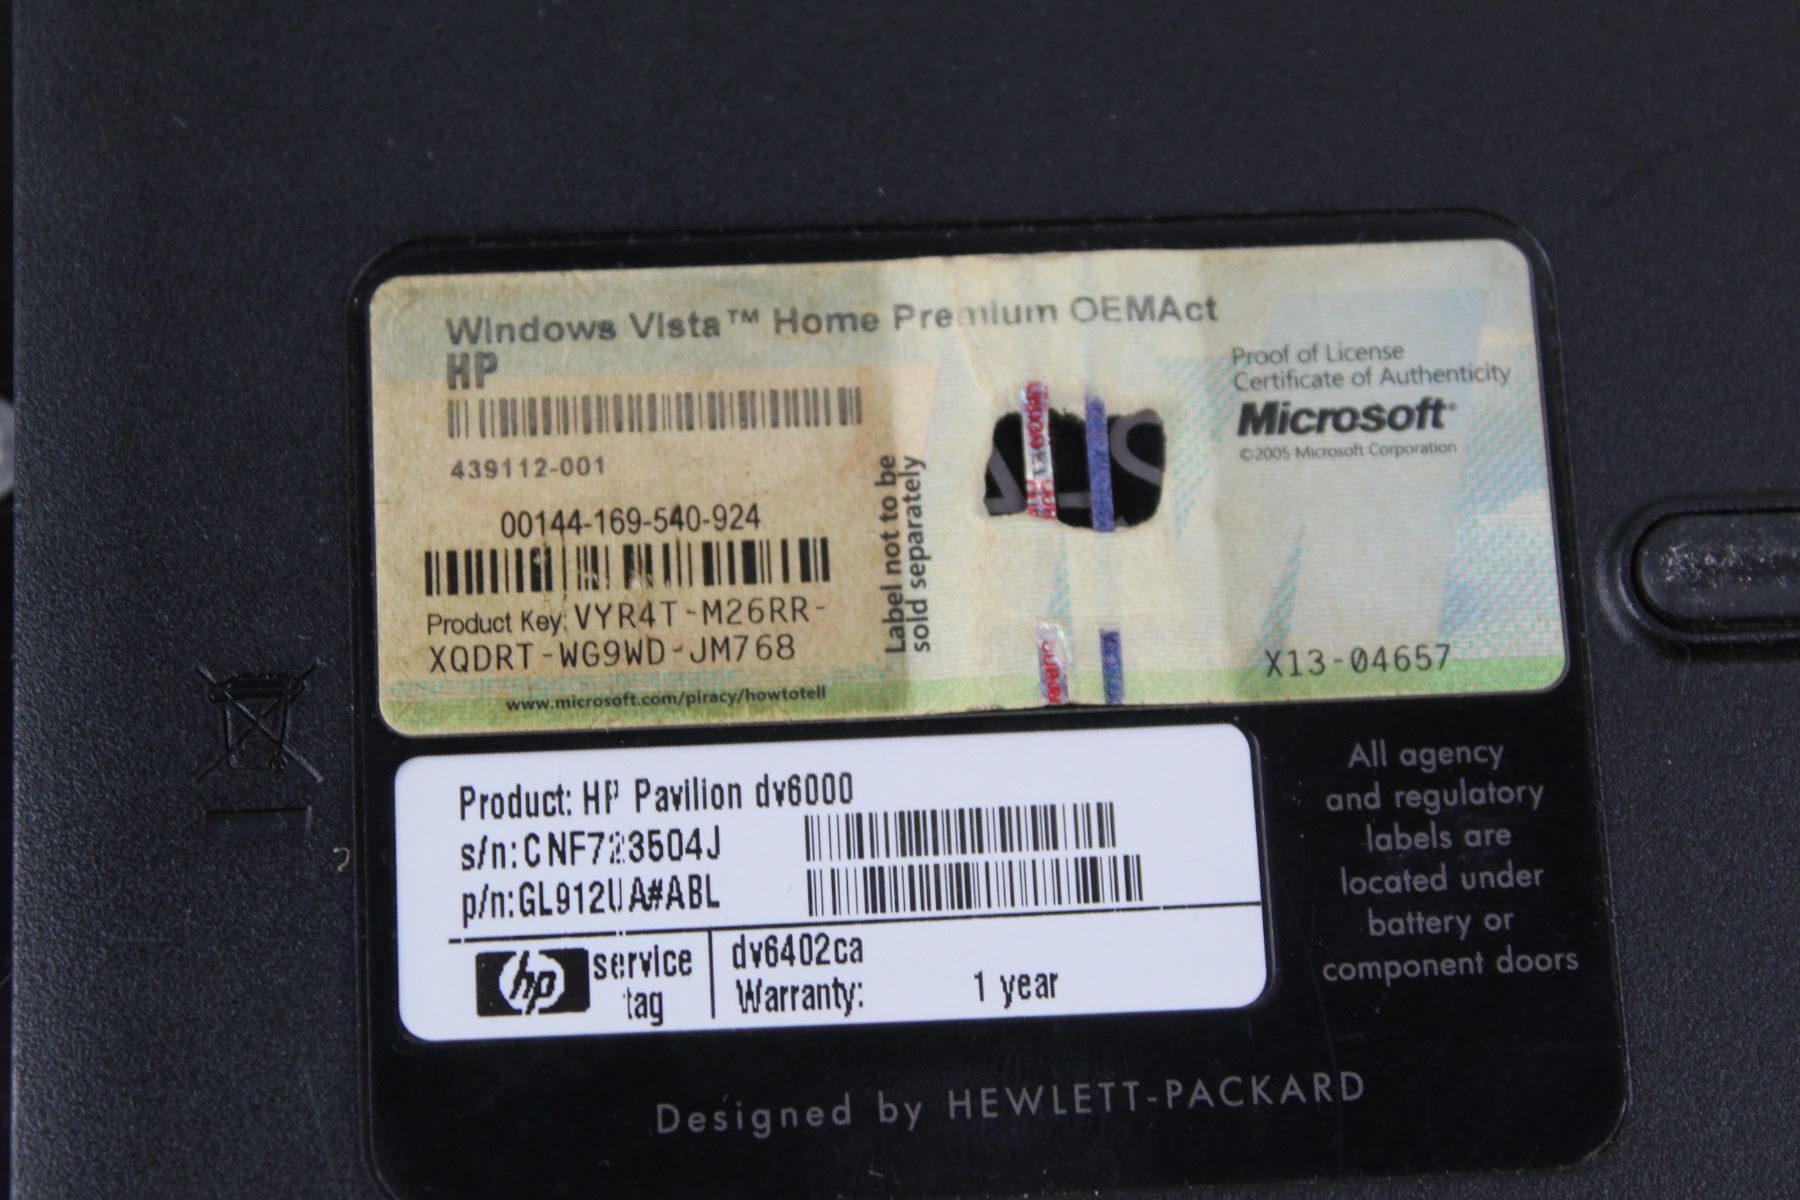 Windows Vista™ Home Premium OEMAct
HP
439112-001
00144-169-540-924
Product Key: VYR4T-M26RR-
XQDRT-WG9WD-JM768
www.microsoft.com/piracy/howtotell
Label not to be
sold separately
Proof of License
Certificate of Authenticity
Microsoft®
©2005 Microsoft Corporation
X13-04657
Product: HP Pavilion dv6000
s/n: CNF723504J
p/n: GL912UA#ABL
hp
service
tag
dv6402ca
Warranty: 1 year
All agency
and regulatory
labels are
located under
battery or
component doors
Designed by HEWLETT-PACKARD